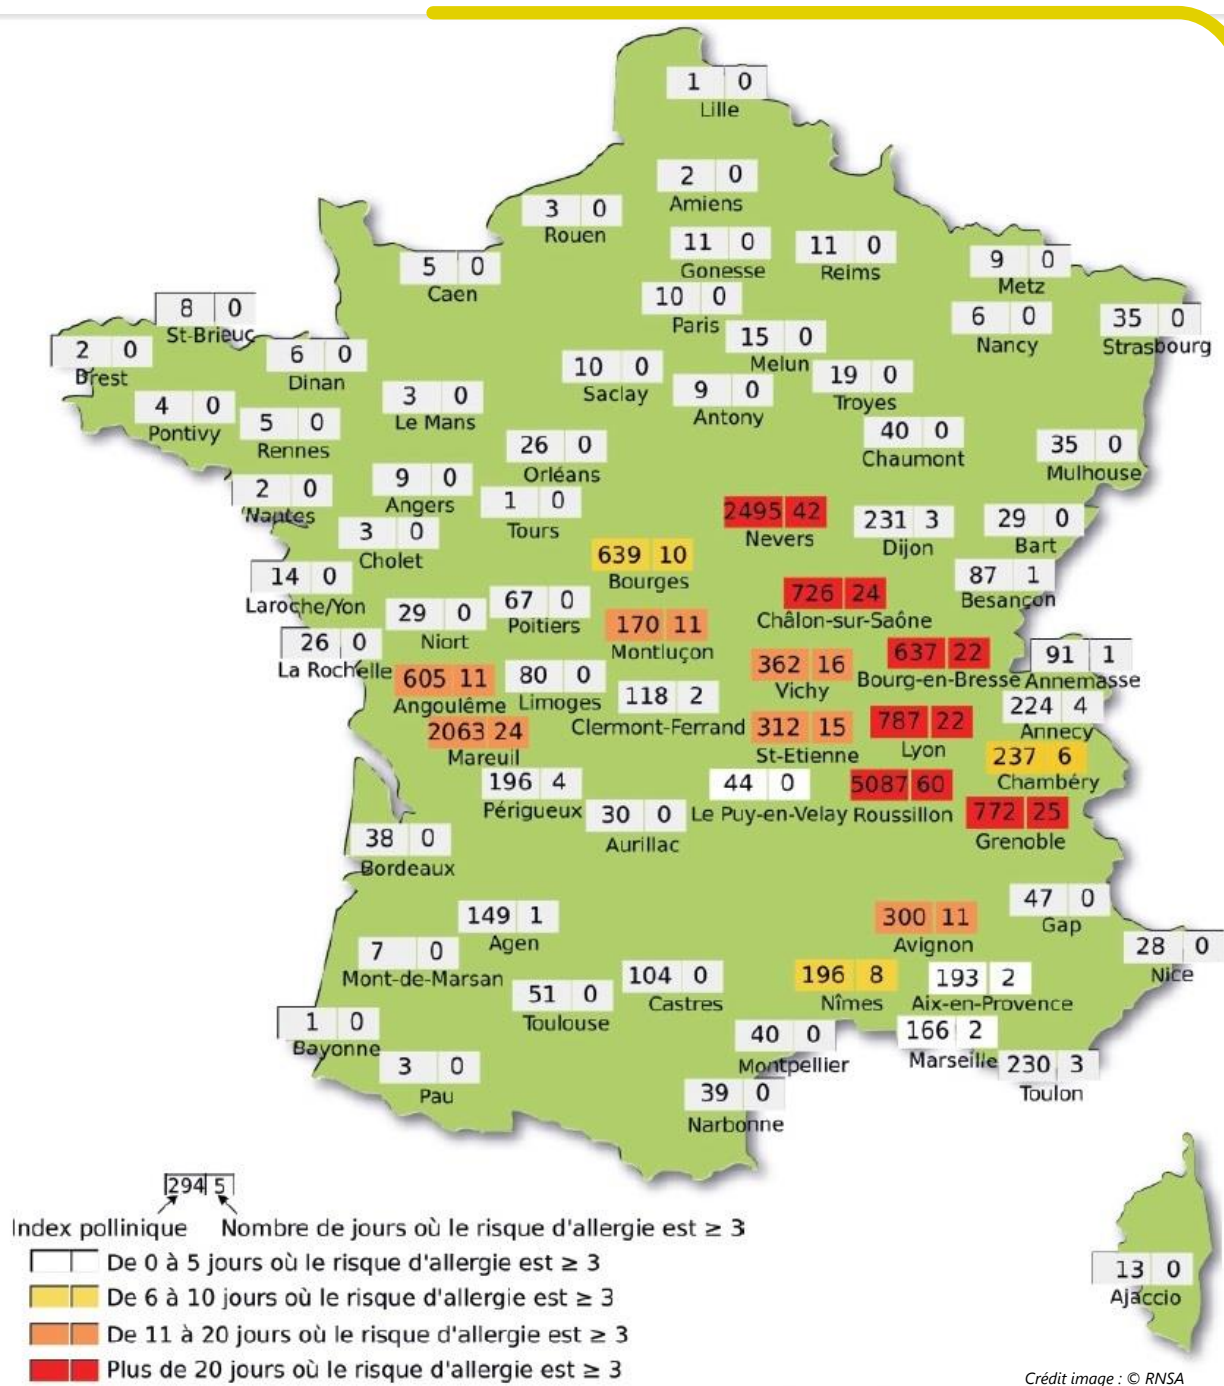 1 0
Lille
2 0
Amiens
3 0
Rouen
11 0
Gonesse
11 0
Reims
9 0
Metz
5 0
Caen
10 0
Paris
8 0
St-Brieuc
6 0
Nancy
35 0
Strasbourg
15 0
Melun
2 0
Brest
6 0
Dinan
10 0
Saclay
19 0
Troyes
9 0
Antony
3 0
Le Mans
4 0
Pontivy
5 0
Rennes
40 0
Chaumont
26 0
Orléans
35 0
Mulhouse
9 0
Angers
2 0
Nantes
1 0
Tours
2495 42
Nevers
231 3
Dijon
29 0
Bart
3 0
Cholet
639 10
Bourges
14 0
Laroche/Yon
87 1
Besançon
726 24
Châlon-sur-Saône
67 0
Poitiers
29 0
Niort
170 11
Montluçon
26 0
La Rochelle
637 22
Bourg-en-Bresse
91 1
Annemasse
362 16
Vichy
605 11
Angoulême
80 0
Limoges
118 2
Clermont-Ferrand
224 4
Annecy
2063 24
Mareuil
312 15
St-Etienne
787 22
Lyon
237 6
Chambéry
196 4
Périgueux
44 0
Le Puy-en-Velay
5087 60
Roussillon
30 0
Aurillac
772 25
Grenoble
38 0
Bordeaux
47 0
Gap
149 1
Agen
300 11
Avignon
7 0
Mont-de-Marsan
28 0
Nice
104 0
Castres
196 8
Nîmes
193 2
Aix-en-Provence
51 0
Toulouse
1 0
Bayonne
40 0
Montpellier
166 2
Marseille
3 0
Pau
230 3
Toulon
39 0
Narbonne
13 0
Ajaccio
294 5
Index pollinique Nombre de jours où le risque d'allergie est ≥ 3
De 0 à 5 jours où le risque d'allergie est ≥ 3
De 6 à 10 jours où le risque d'allergie est ≥ 3
De 11 à 20 jours où le risque d'allergie est ≥ 3
Plus de 20 jours où le risque d'allergie est ≥ 3
Crédit image : © RNSA